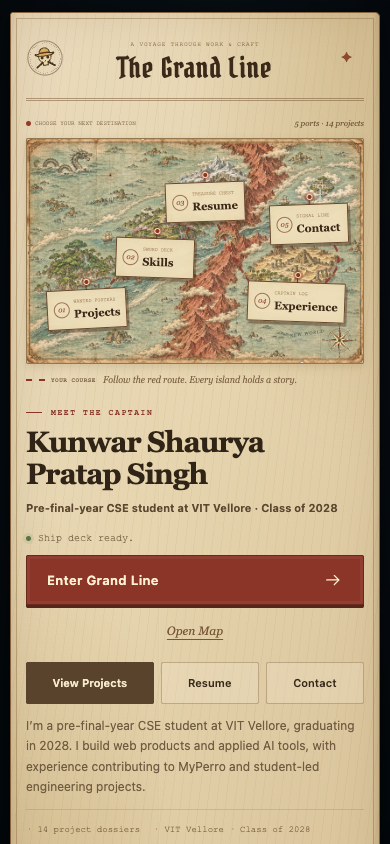 A VOYAGE THROUGH WORK & CRAFT
The Grand Line
CHOOSE YOUR NEXT DESTINATION
5 ports · 14 projects
03 TREASURE CHEST
Resume
05 SIGNAL LINE
Contact
02 SWORD DECK
Skills
01 WANTED POSTERS
Projects
04 CAPTAIN LOG
Experience
NEW WORLD
YOUR COURSE Follow the red route. Every island holds a story.
MEET THE CAPTAIN
Kunwar Shaurya
Pratap Singh
Pre-final-year CSE student at VIT Vellore · Class of 2028
Ship deck ready.
Enter Grand Line →
Open Map
View Projects
Resume
Contact
I’m a pre-final-year CSE student at VIT Vellore, graduating
in 2028. I build web products and applied AI tools, with
experience contributing to MyPerro and student-led
engineering projects.
· 14 project dossiers · VIT Vellore · Class of 2028